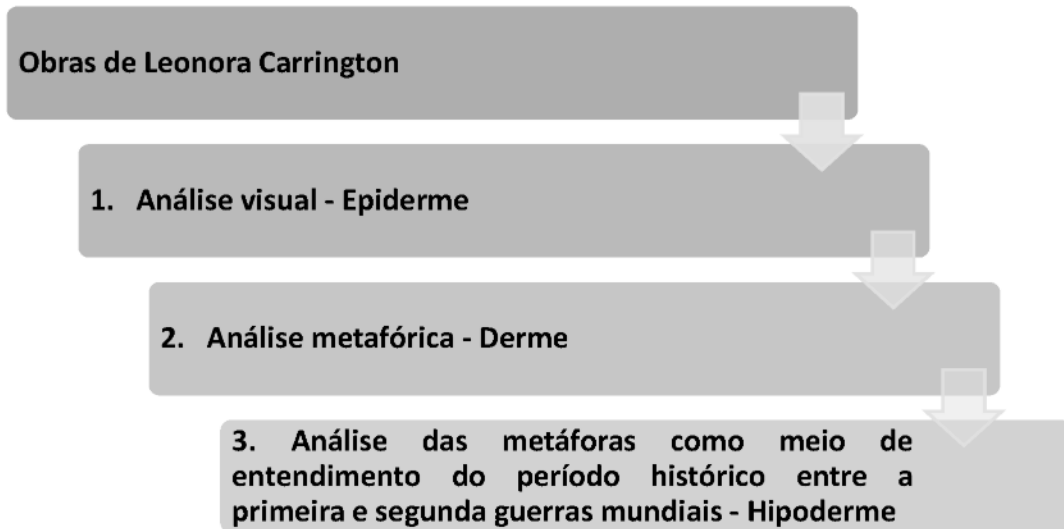 Obras de Leonora Carrington
1. Análise visual - Epiderme
2. Análise metafórica - Derme
3. Análise das metáforas como meio de
entendimento do período histórico entre a
primeira e segunda guerras mundiais - Hipoderme